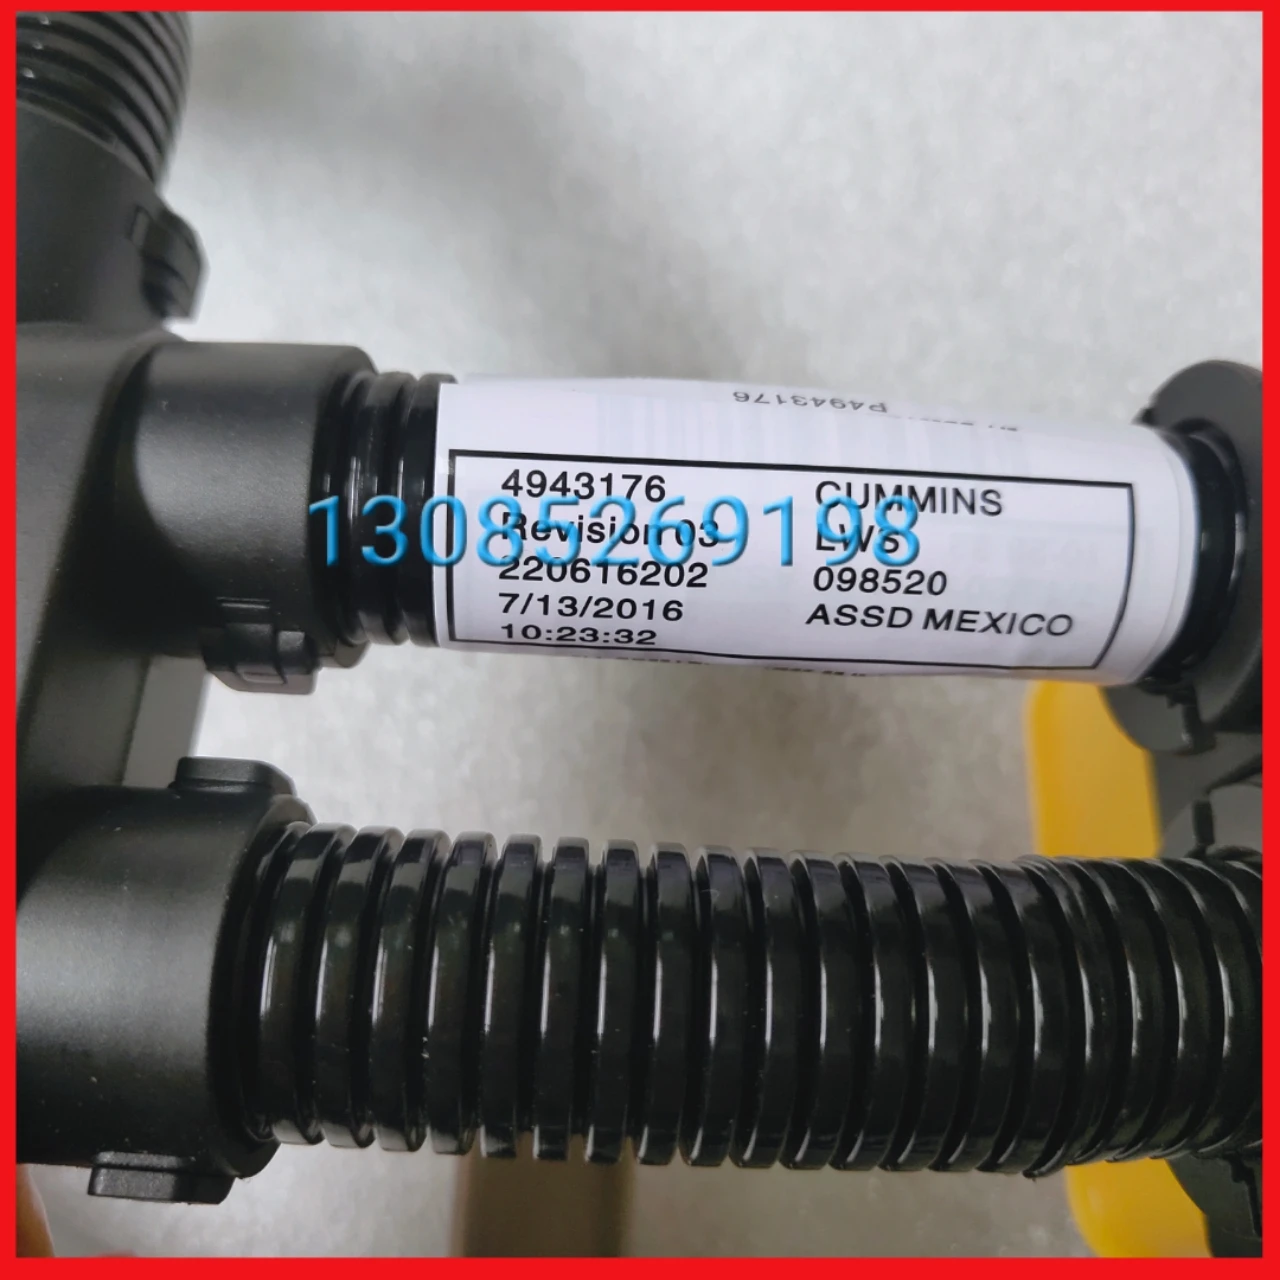 P4943176
4943176
Revision 03
220616202
7/13/2016
10:23:32
CUMMINS
LWS
098520
ASSD MEXICO
13085269198